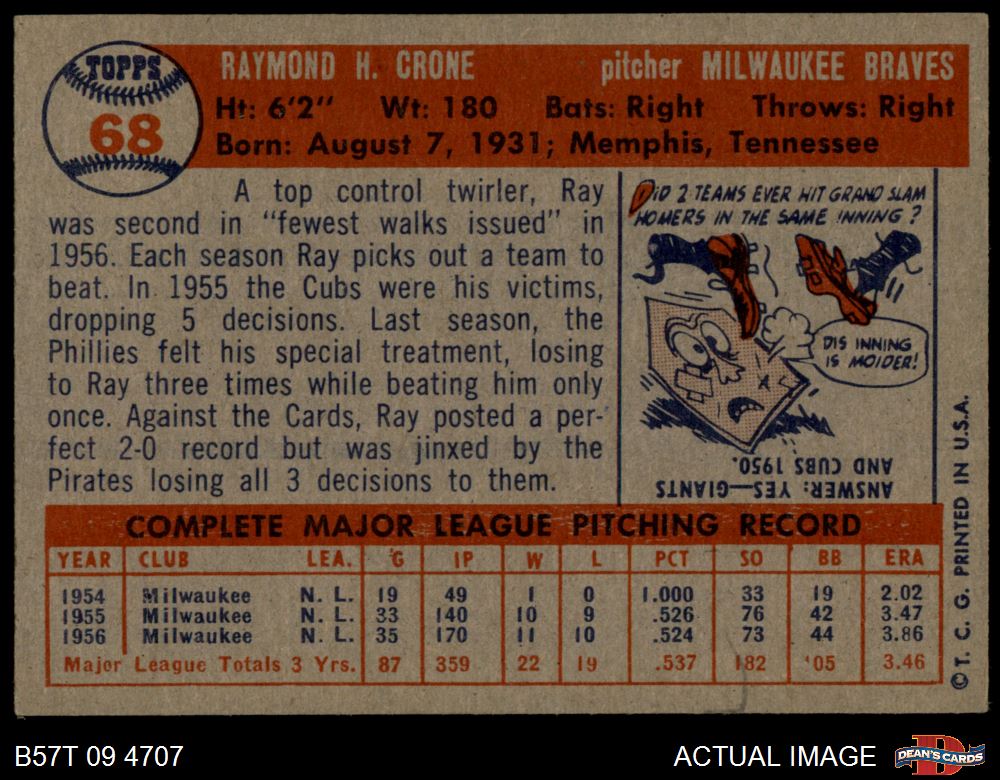 TOPPS
68
RAYMOND H. CRONE pitcher MILWAUKEE BRAVES
Ht: 6'2" Wt: 180 Bats: Right Throws: Right
Born: August 7, 1931; Memphis, Tennessee
A top control twirler, Ray
was second in "fewest walks issued" in
1956. Each season Ray picks out a team to
beat. In 1955 the Cubs were his victims,
dropping 5 decisions. Last season, the
Phillies felt his special treatment, losing
to Ray three times while beating him only
once. Against the Cards, Ray posted a per-
fect 2-0 record but was jinxed by the
Pirates losing all 3 decisions to them.
DID 2 TEAMS EVER HIT GRAND SLAM
HOMERS IN THE SAME INNING?
DIS INNING
IS MOIDER!
ANSWER: YES—GIANTS
AND CUBS 1950.
COMPLETE MAJOR LEAGUE PITCHING RECORD
YEAR CLUB LEA. G IP W L PCT SO BB ERA
1954 Milwaukee N. L. 19 49 1 0 1.000 33 19 2.02
1955 Milwaukee N. L. 33 140 10 9 .526 76 42 3.47
1956 Milwaukee N. L. 35 170 11 10 .524 73 44 3.86
Major League Totals 3 Yrs. 87 359 22 19 .537 182 105 3.46
© T. C. G. PRINTED IN U.S.A.
B57T 09 4707 ACTUAL IMAGE
DEAN'S CARDS